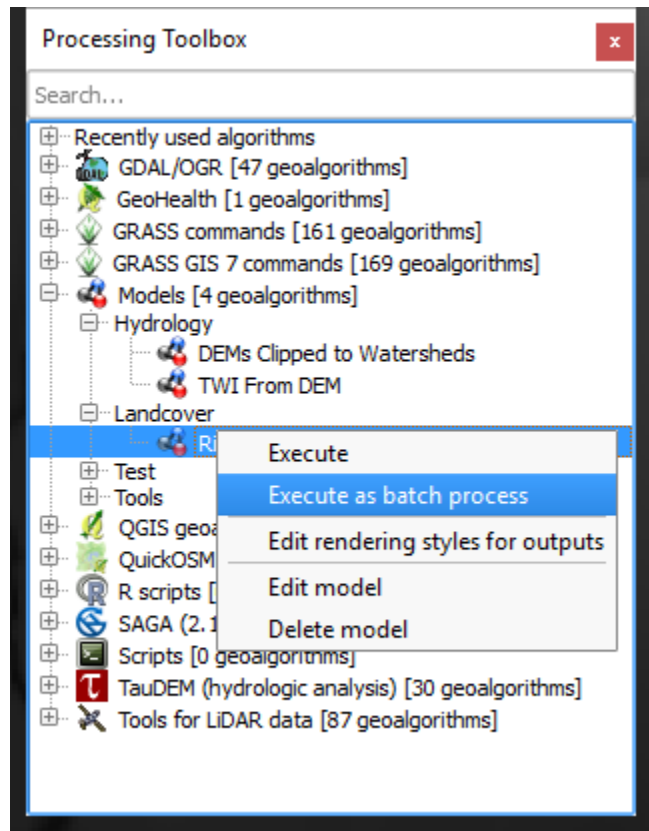 Processing Toolbox
x
Search...
Recently used algorithms
GDAL/OGR [47 geoalgorithms]
GeoHealth [1 geoalgorithms]
GRASS commands [161 geoalgorithms]
GRASS GIS 7 commands [169 geoalgorithms]
Models [4 geoalgorithms]
Hydrology
DEMs Clipped to Watersheds
TWI From DEM
Landcover
Ri
Execute
Test
Execute as batch process
Tools
QGIS geoa
Edit rendering styles for outputs
QuickOSM
R scripts [
Edit model
SAGA (2.1
Delete model
Scripts [0 geoalgorithms]
TauDEM (hydrologic analysis) [30 geoalgorithms]
Tools for LiDAR data [87 geoalgorithms]